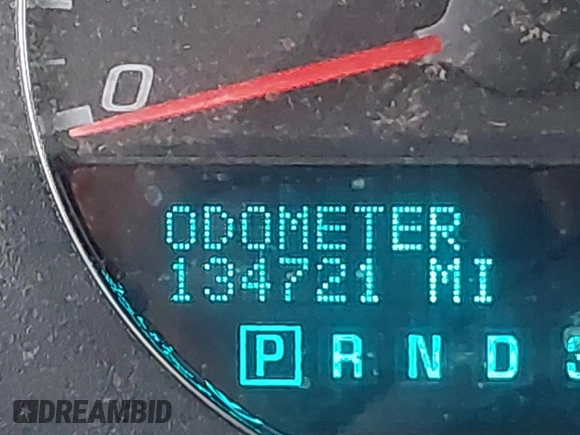 0
ODOMETER
134721 MI
P R N D
DREAMBID